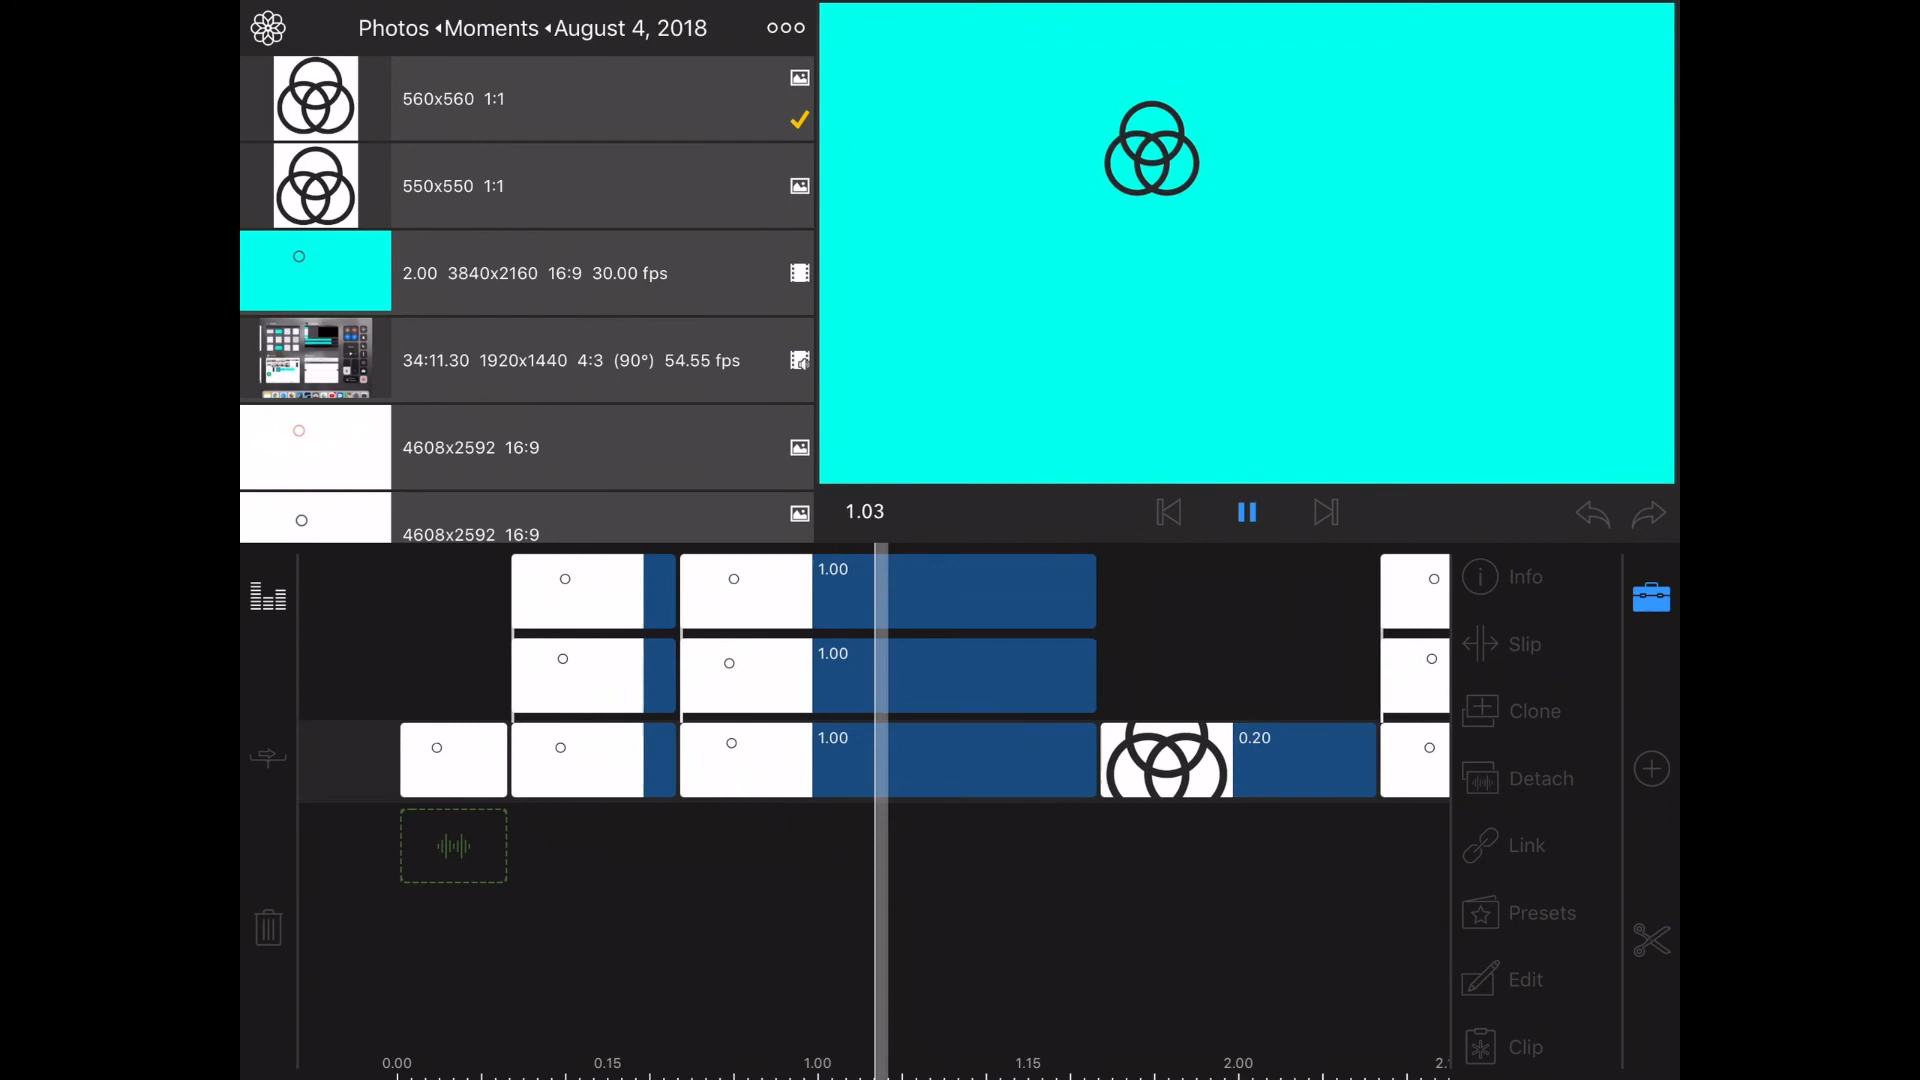 Photos ◂ Moments ◂ August 4, 2018
560x560 1:1
550x550 1:1
2.00 3840x2160 16:9 30.00 fps
34:11.30 1920x1440 4:3 (90°) 54.55 fps
4608x2592 16:9
4608x2592 16:9
1.03
1.00
1.00
1.00
0.20
Info
Slip
Clone
Detach
Link
Presets
Edit
Clip
0.00
0.15
1.00
1.15
2.00